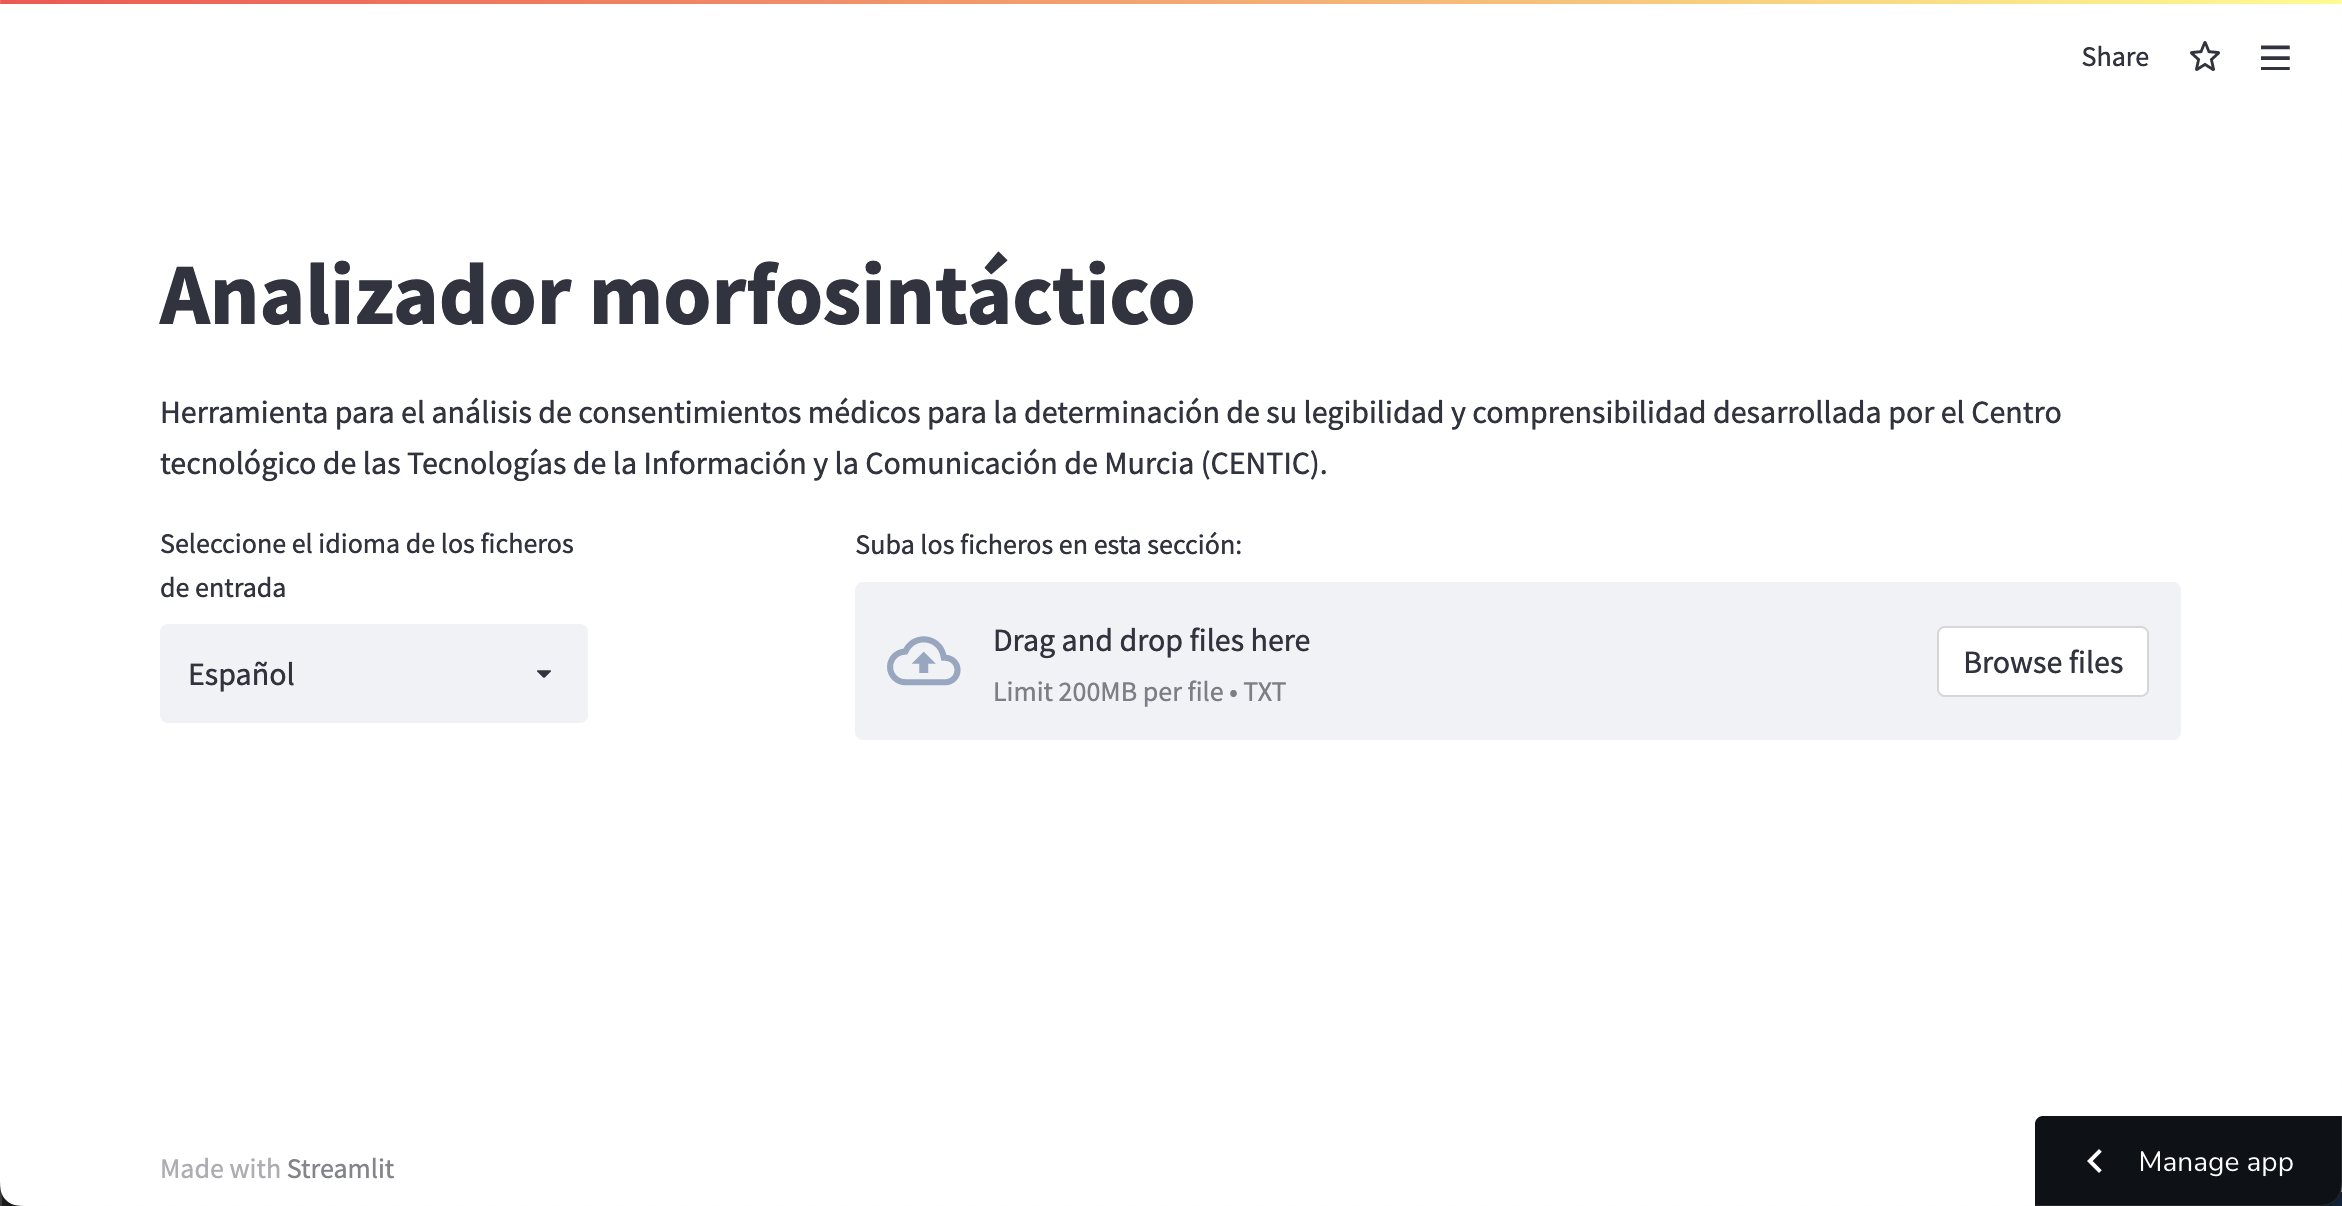 Share
Analizador morfosintáctico
Herramienta para el análisis de consentimientos médicos para la determinación de su legibilidad y comprensibilidad desarrollada por el Centro
tecnológico de las Tecnologías de la Información y la Comunicación de Murcia (CENTIC).
Seleccione el idioma de los ficheros
de entrada
Español
Suba los ficheros en esta sección:
Drag and drop files here
Limit 200MB per file • TXT
Browse files
Made with Streamlit
Manage app